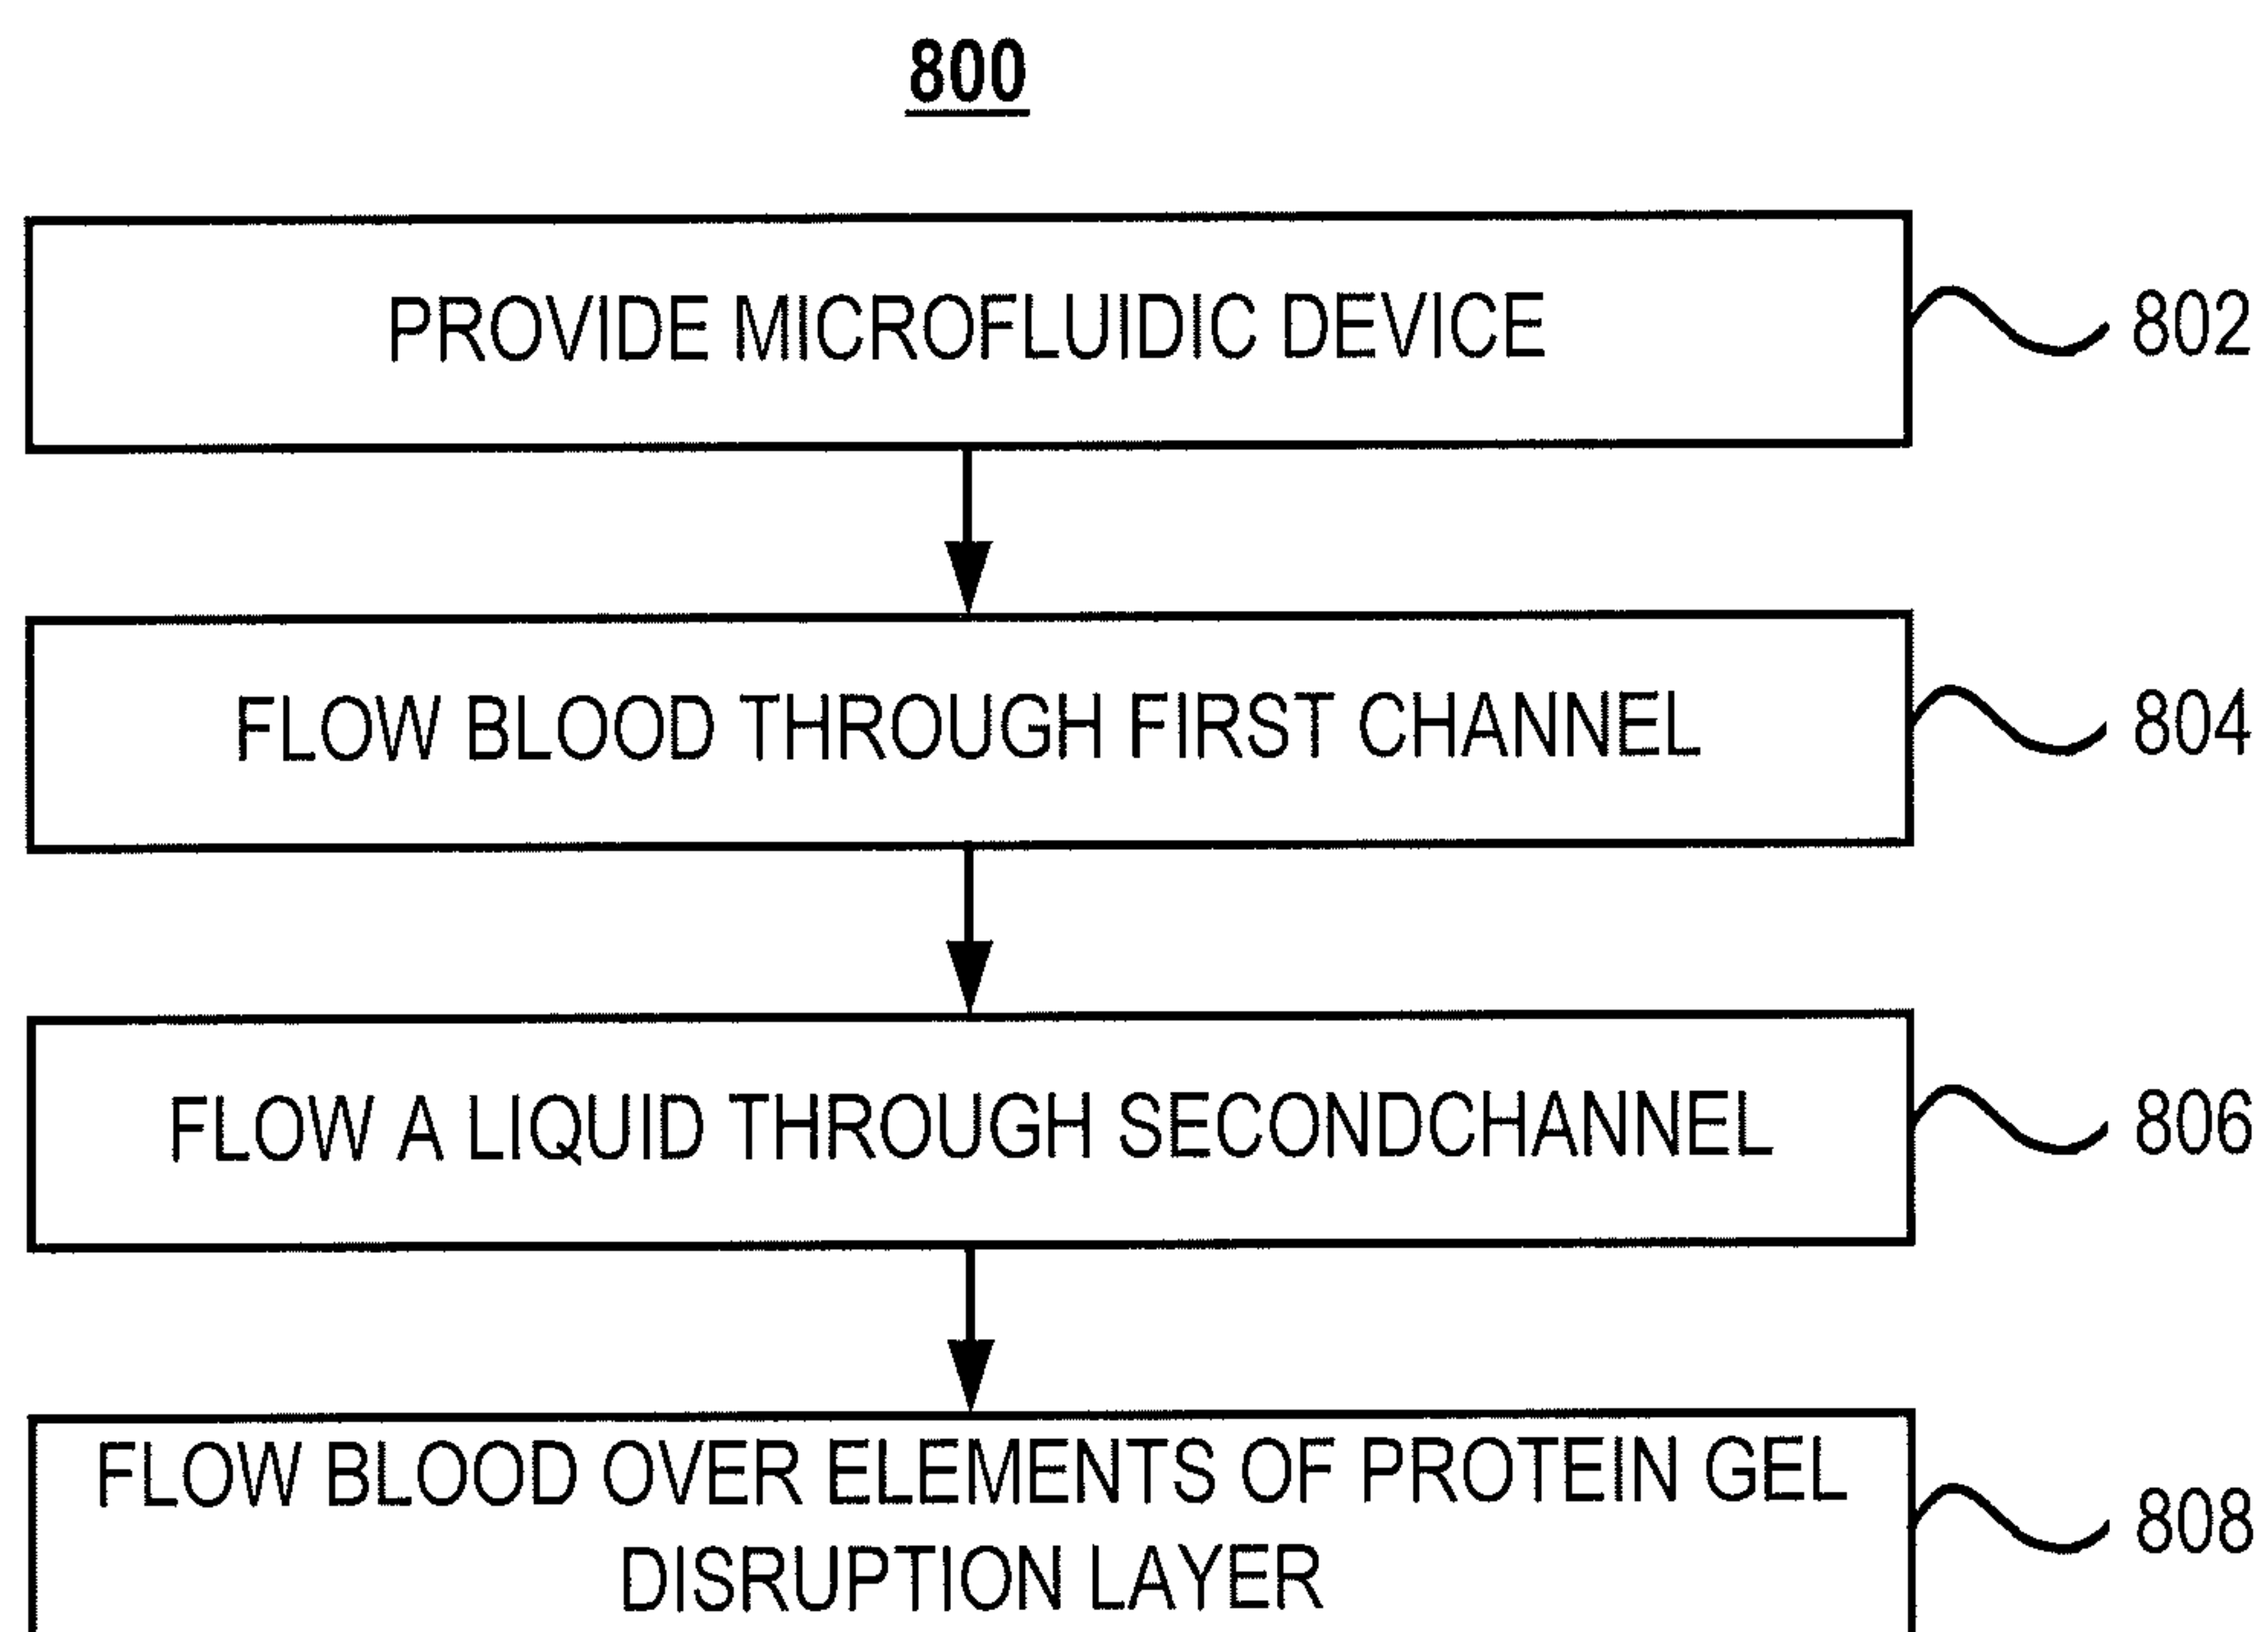 800
PROVIDE MICROFLUIDIC DEVICE
802
FLOW BLOOD THROUGH FIRST CHANNEL
804
FLOW A LIQUID THROUGH SECONDCHANNEL
806
FLOW BLOOD OVER ELEMENTS OF PROTEIN GEL
DISRUPTION LAYER
808